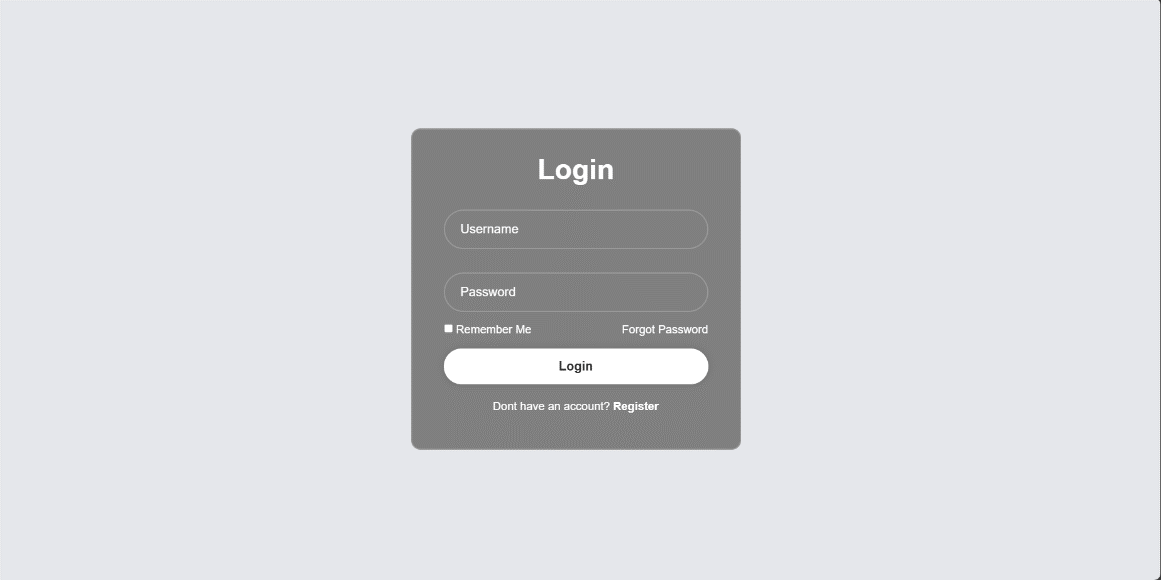 Login
Username
Password
Remember Me Forgot Password
Login
Dont have an account? Register